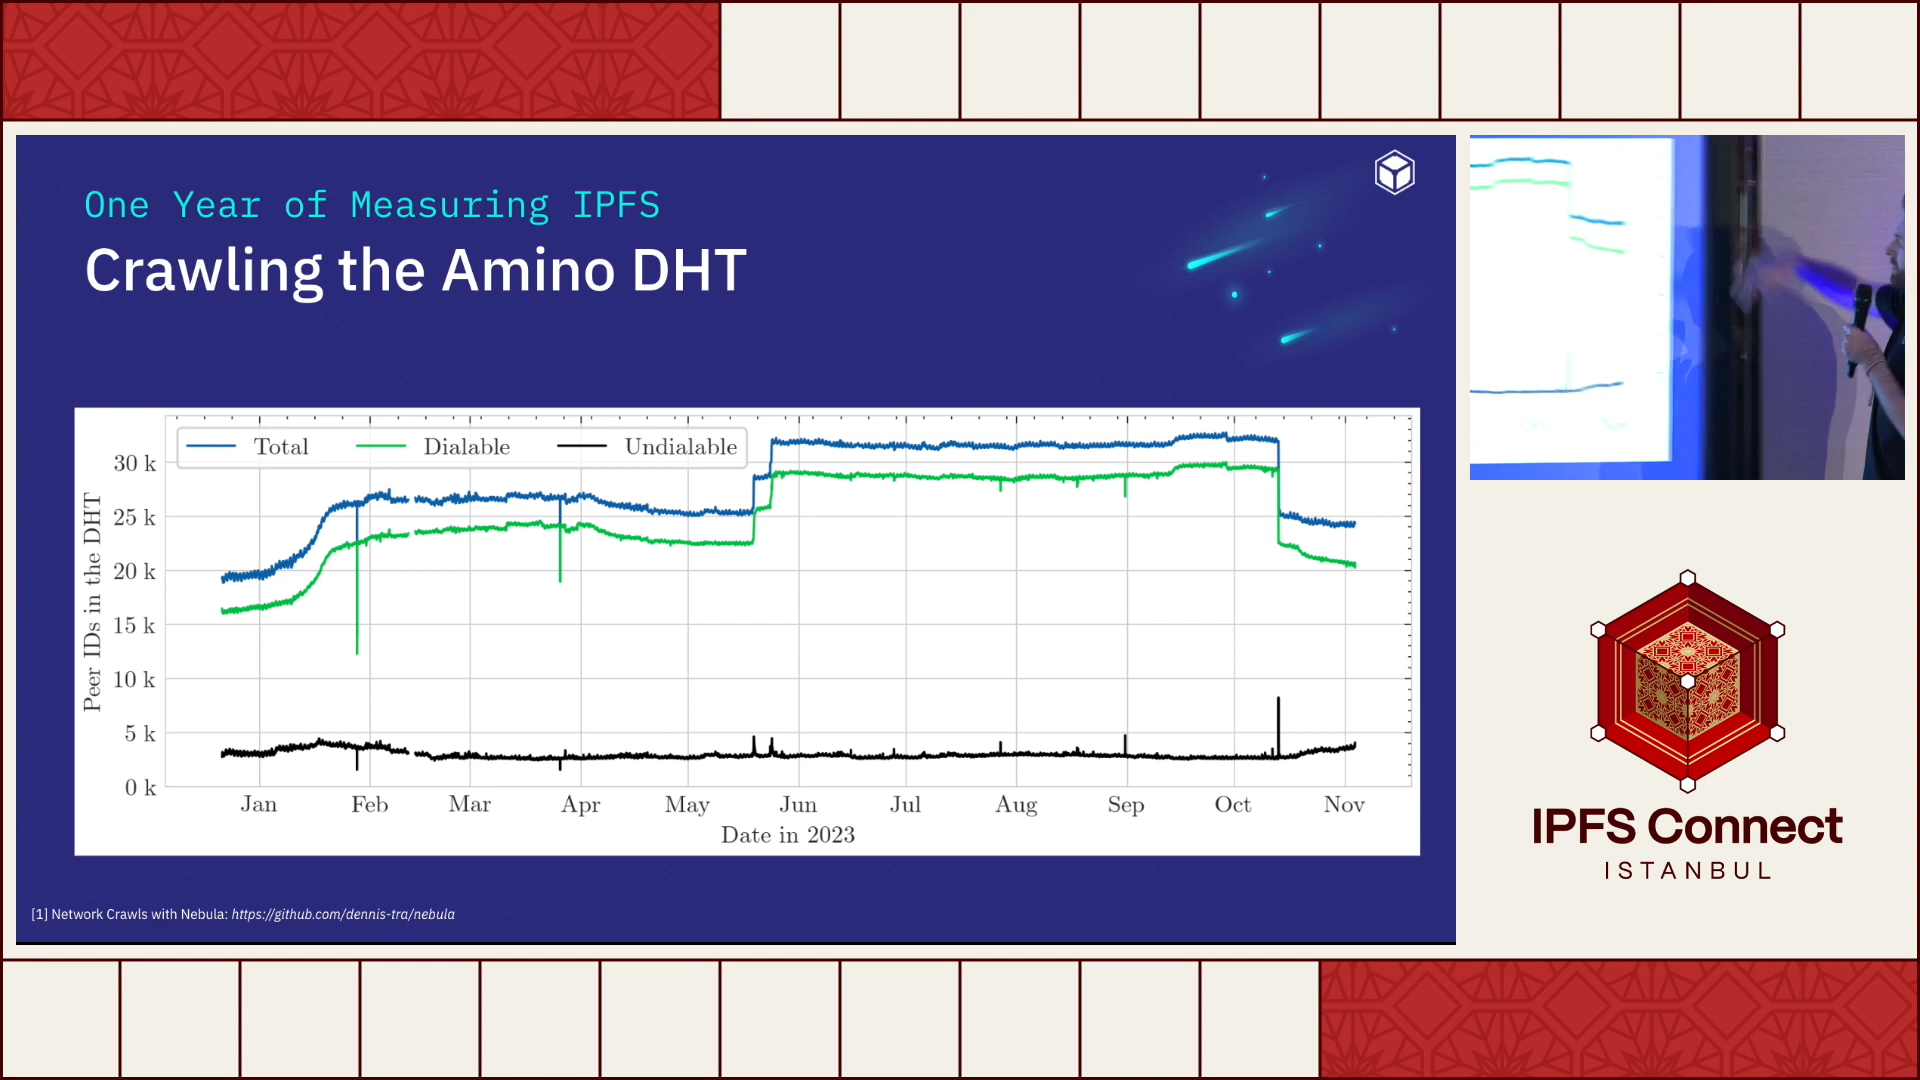 One Year of Measuring IPFS
Crawling the Amino DHT
Total Dialable Undialable
Peer IDs in the DHT
30 k
25 k
20 k
15 k
10 k
5 k
0 k
Jan Feb Mar Apr May Jun Jul Aug Sep Oct Nov
Date in 2023
[1] Network Crawls with Nebula: https://github.com/dennis-tra/nebula
IPFS Connect
ISTANBUL